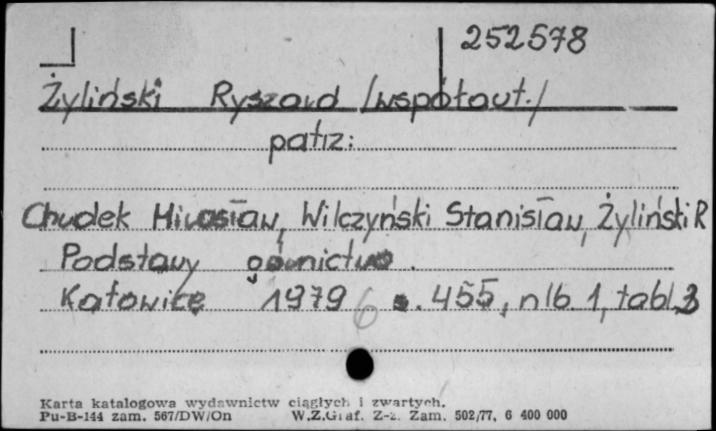 252578
Żyliński Ryszard /współaut./
patrz:
Chudek Mirosław, Wilczyński Stanisław, Żyliński R
Podstawy górnictwa.
Katowice 1979 6 s. 455, nlb 1, tabl. 3
Karta katalogowa wydawnictw ciągłych i zwartych.
Pu-B-144 zam. 567/DW/On W.Z.Graf. Z-z. Zam. 502/77, 6 400 000